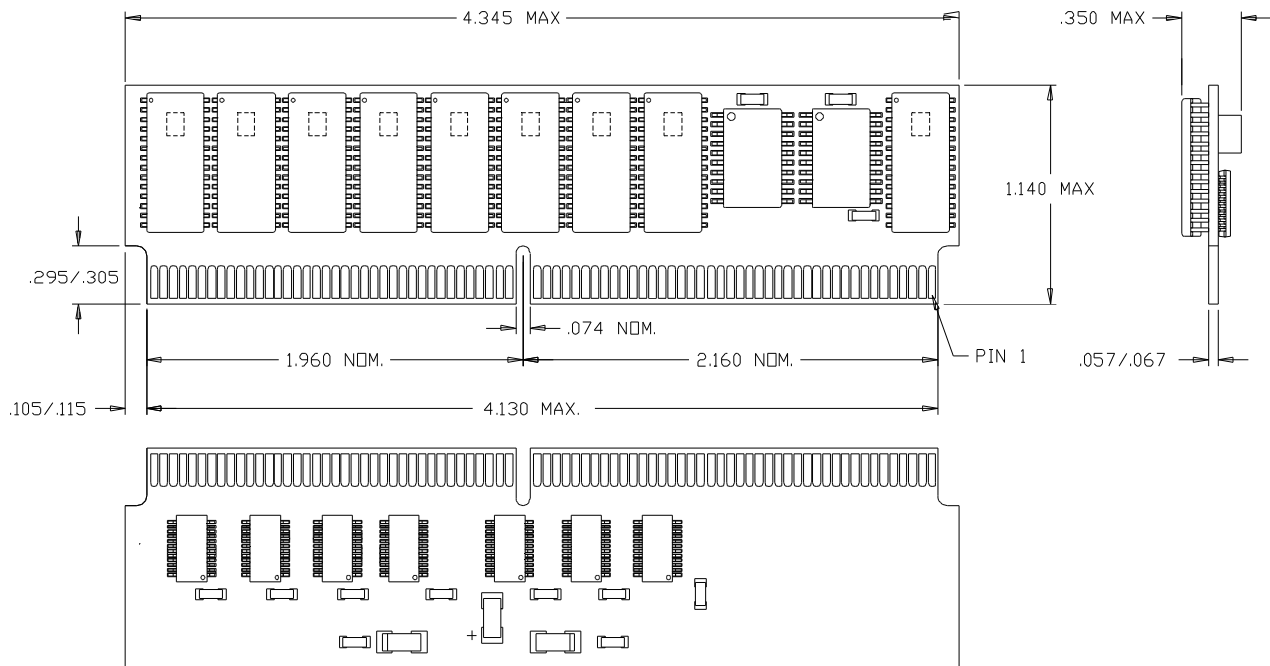 4.345 MAX
.350 MAX
1.140 MAX
.295/.305
.074 NOM.
1.960 NOM.
2.160 NOM.
PIN 1
.057/.067
.105/.115
4.130 MAX.
+